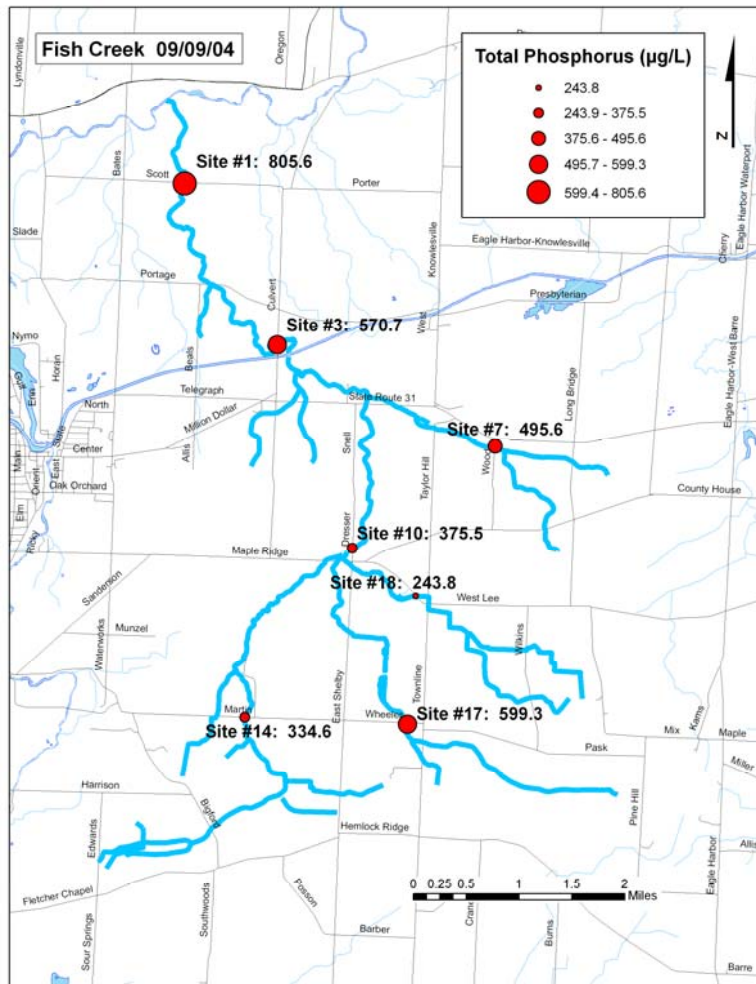 Fish Creek 09/09/04
Lyndonville
Oregon
Total Phosphorus (µg/L)
243.8
243.9 - 375.5
375.6 - 495.6
495.7 - 599.3
599.4 - 805.6
Z
Bates
Scott
Site #1: 805.6
Porter
Slade
Knowlesville
Eagle Harbor-Knowlesville
Cherry
Eagle Harbor Waterport
Portage
Culvert
Presbyterian
West
Site #3: 570.7
Nymo
Horan
Beals
Gulf
Erin
Telegraph
North
Million Dollar
State Route 31
Long Bridge
Eagle Harbor-West Barre
State
Center
Allis
Snell
Site #7: 495.6
Taylor Hill
Main
Orient
East
Oak Orchard
County House
Elm
Ricky
Dresser
Site #10: 375.5
Maple Ridge
Site #18: 243.8
West Lee
Sanderson
Munzel
Waterworks
Wilkins
East Shelby
Townline
Martin
Wheeler
Site #17: 599.3
Site #14: 334.6
Mix
Kams
Maple
Pask
Miller
Harrison
Bigford
Pine Hill
Edwards
Hemlock Ridge
Allis
Fletcher Chapel
Posson
Eagle Harbor
0 0.25 0.5 1 1.5 2
Miles
Sour Springs
Southwoods
Barber
Burns
Barre